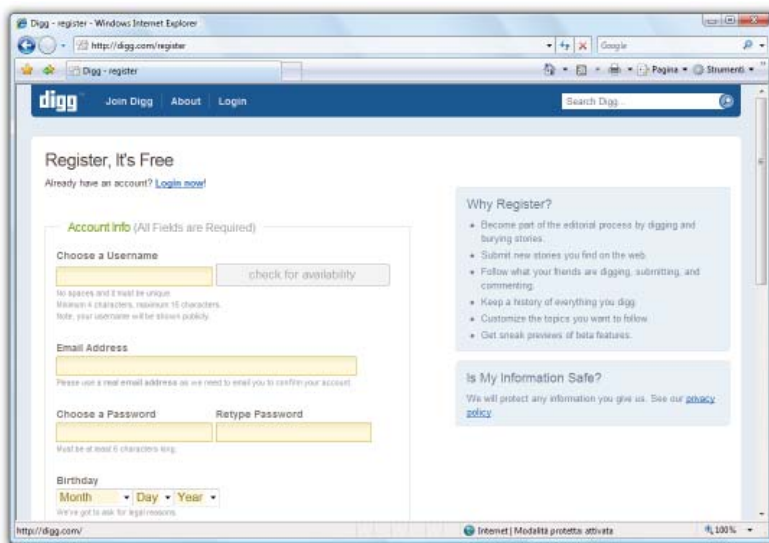 Digg - register - Windows Internet Explorer
http://digg.com/register
Google
Digg - register
Pagina
Strumenti
digg
Join Digg
About
Login
Search Digg...
Register, It's Free
Already have an account? Login now!
Account Info (All Fields are Required)
Choose a Username
check for availability
No spaces and it must be unique.
Minimum 4 characters, maximum 15 characters.
Note, your username will be shown publicly.
Email Address
Please use a real email address as we need to email you to confirm your account.
Choose a Password
Retype Password
Must be at least 6 characters long.
Birthday
Month
Day
Year
We've got to ask for legal reasons.
Why Register?
Become part of the editorial process by digging and
burying stories.
Submit new stories you find on the web.
Follow what your friends are digging, submitting, and
commenting.
Keep a history of everything you digg.
Customize the topics you want to follow.
Get sneak previews of beta features.
Is My Information Safe?
We will protect any information you give us. See our privacy
policy.
http://digg.com/
Internet | Modalità protetta: attivata
100%